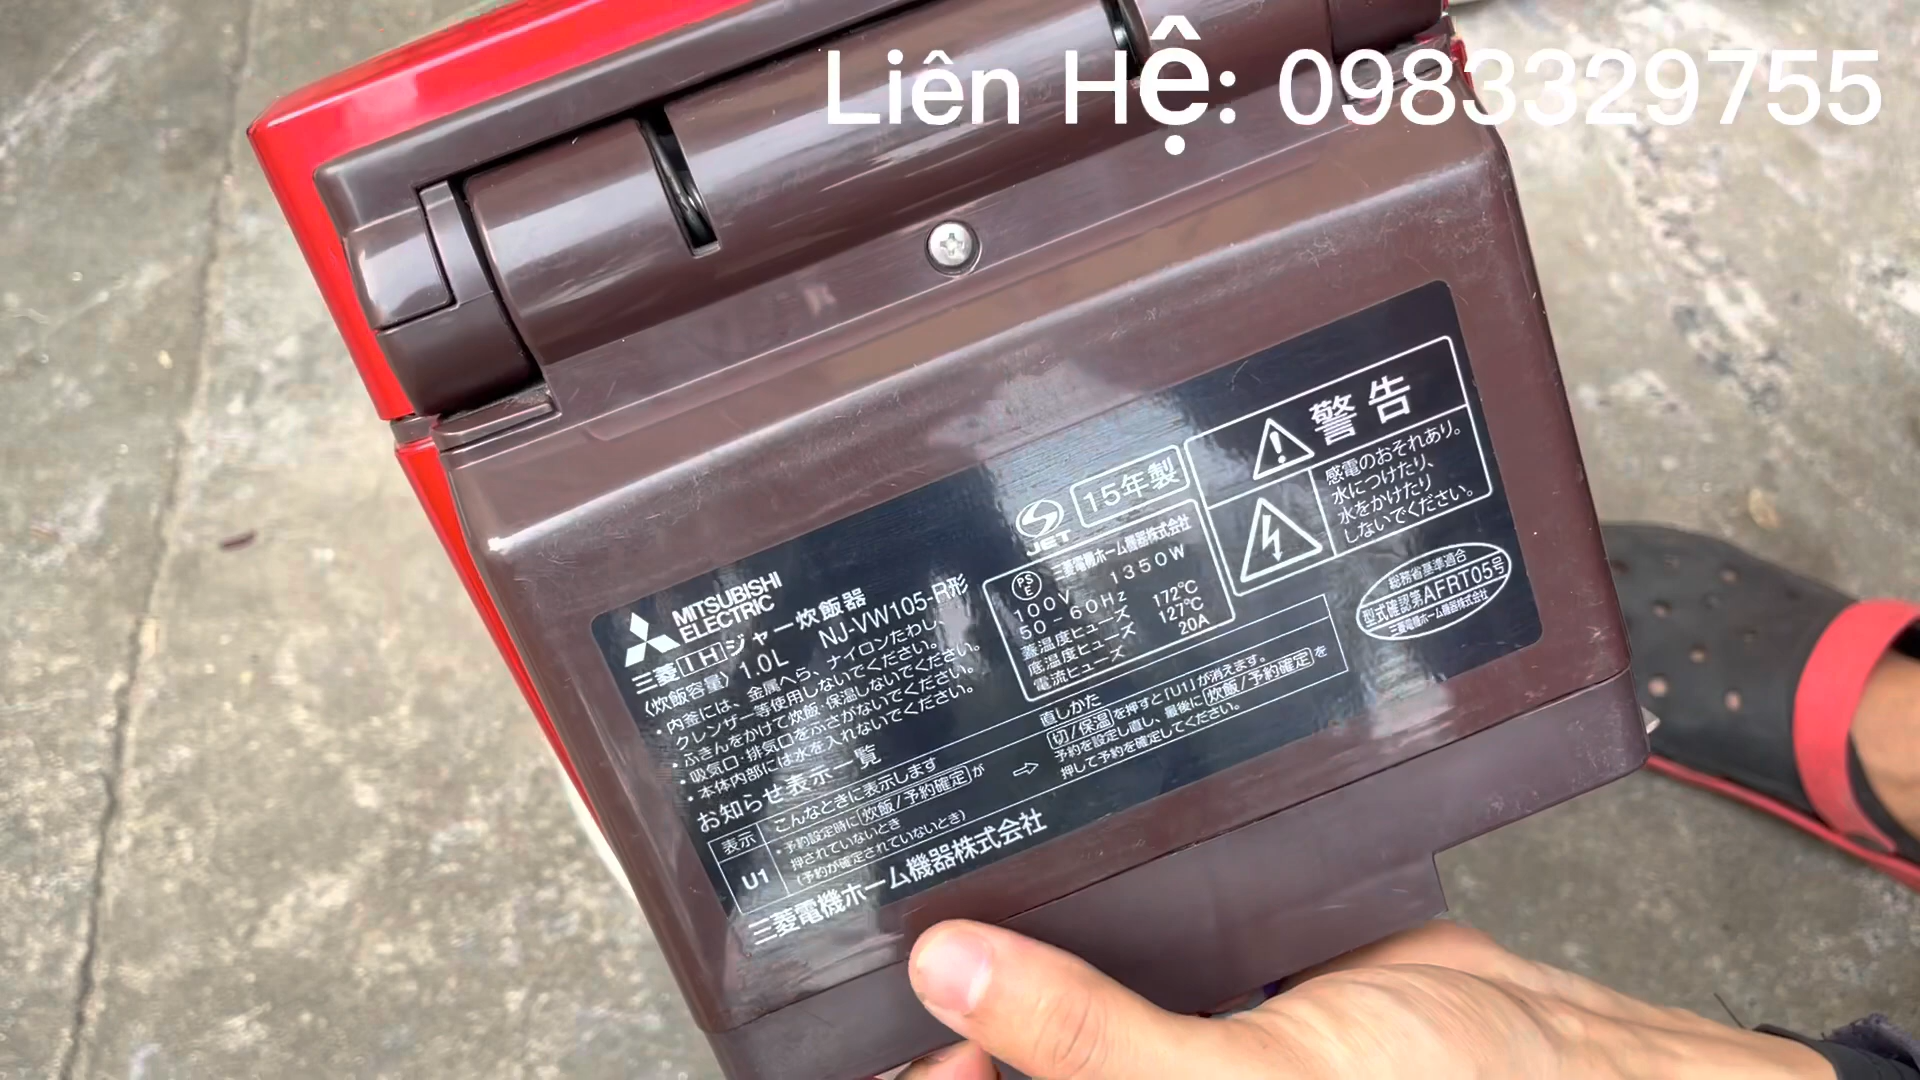 Liên Hệ: 0983329755
MITSUBISHI
ELECTRIC
三菱IHジャー炊飯器
〈炊飯容量〉 1.0L NJ-VW105-R形
・内釜には、金属へら、ナイロンたわし、
クレンザー等使用しないでください。
・ふきんをかけて炊飯・保温しないでください。
・吸気口・排気口をふさがないでください。
・本体内部には水を入れないでください。
お知らせ表示一覧
表示
こんなときに表示します
直しかた
U1
・予約設定時に炊飯/予約確定が
押されていないとき
(予約が確定されていないとき)
⇨
切/保温を押すと「U1」が消えます。
予約を設定し直し、最後に炊飯/予約確定を
押して予約を確定してください。
三菱電機ホーム機器株式会社
JET
15年製
PS
E
三菱電機ホーム機器株式会社
100V 1350W
50-60Hz
蓋温度ヒューズ 172℃
底温度ヒューズ 127℃
電流ヒューズ 20A
警告
感電のおそれあり。
水につけたり、
水をかけたり
しないでください。
総務省基準適合
型式確認第AFRT05号
三菱電機ホーム機器株式会社